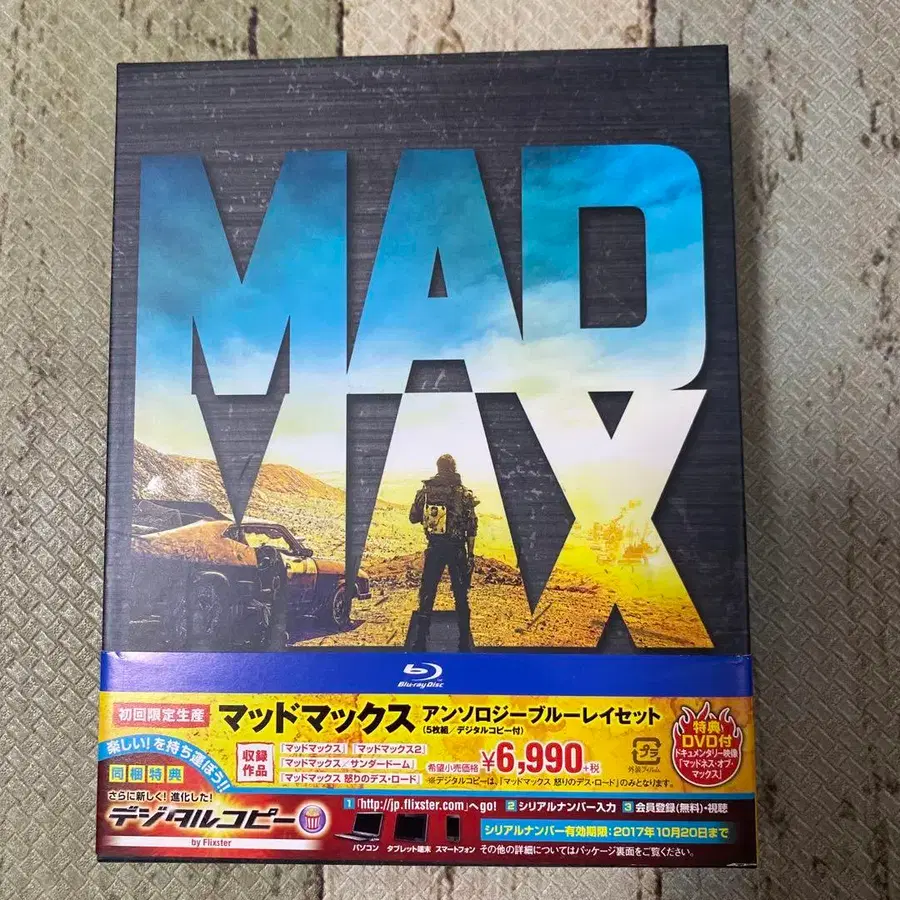 MAD
MAX
Blu-ray Disc
初回限定生産
マッドマックス アンソロジーブルーレイセット
(5枚組/デジタルコピー付)
楽しい!を持ち運ぼう!!
同梱特典
収録作品
「マッドマックス」「マッドマックス2」
「マッドマックス/サンダードーム」
「マッドマックス 怒りのデス・ロード」
希望小売価格 ¥6,990+税
※デジタルコピーは、「マッドマックス 怒りのデス・ロード」のみとなります。
プラ
外装フィルム
特典
DVD付
ドキュメンタリー映像
「マッドネス・オブ・
マックス」
さらに新しく!進化した!
デジタルコピー
by Flixster
1 「http://jp.flixster.com」へgo! 2 シリアルナンバー入力 3 会員登録(無料)・視聴
シリアルナンバー有効期限:2017年10月20日まで
パソコン タブレット端末 スマートフォン その他の詳細についてはパッケージ裏面をご覧ください。